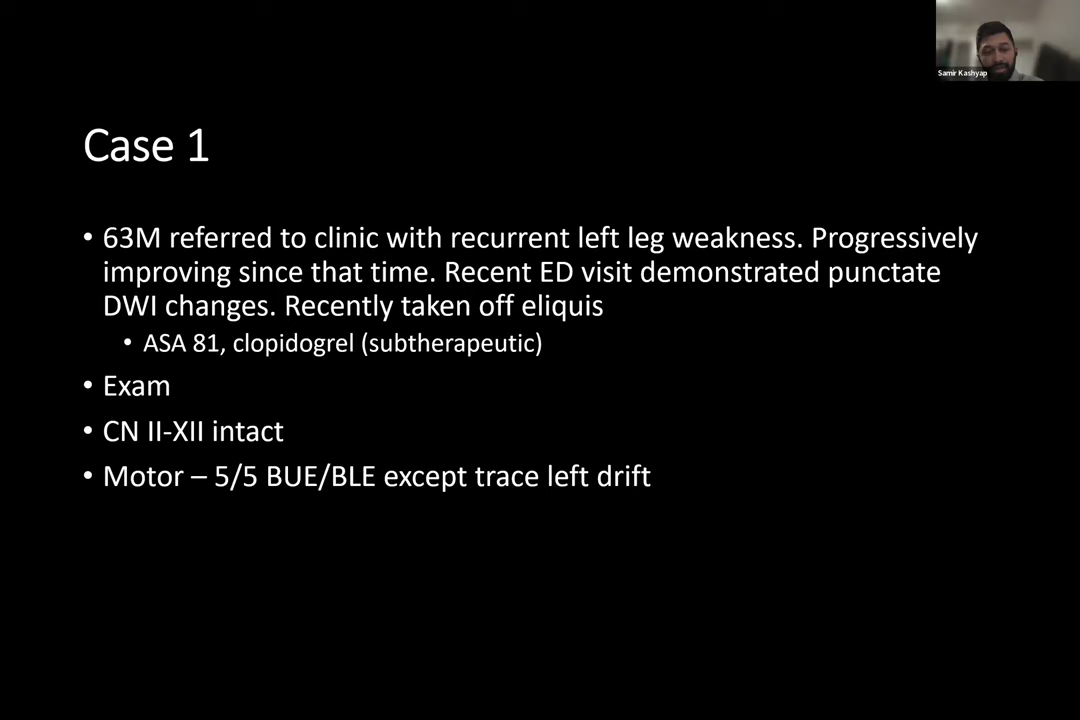 Samir Kashyap
Case 1
• 63M referred to clinic with recurrent left leg weakness. Progressively
improving since that time. Recent ED visit demonstrated punctate
DWI changes. Recently taken off eliquis
• ASA 81, clopidogrel (subtherapeutic)
• Exam
• CN II-XII intact
• Motor – 5/5 BUE/BLE except trace left drift